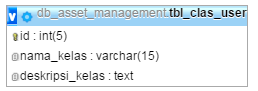 db_asset_management.tbl_clas_user
id : int(5)
nama_kelas : varchar(15)
deskripsi_kelas : text